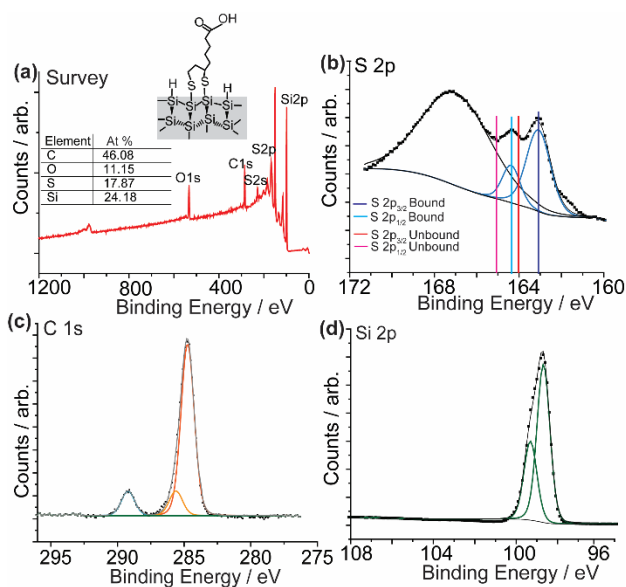 (a) Survey
OH
O
S S
H H
Si Si Si Si
Si Si Si Si
Element At %
C 46.08
O 11.15
S 17.87
Si 24.18
O1s
C1s
S2s
S2p
Si2p
Counts / arb.
1200 900 600 300 0
Binding Energy / eV
(b) S 2p
S 2p3/2 Bound
S 2p1/2 Bound
S 2p3/2 Unbound
S 2p1/2 Unbound
Counts / arb.
172 168 164 160
Binding Energy / eV
(c) C 1s
Counts / arb.
295 290 285 280 275
Binding Energy / eV
(d) Si 2p
Counts / arb.
108 104 100 96
Binding Energy / eV